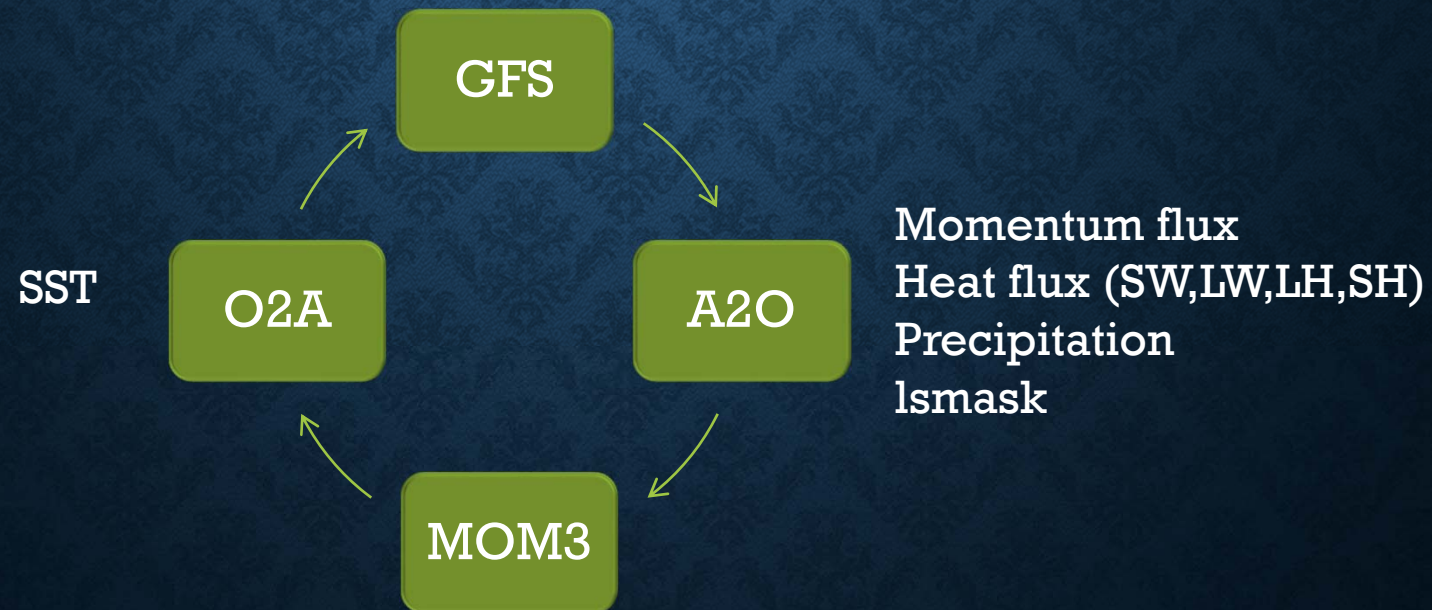 GFS
SST
O2A
A2O
Momentum flux
Heat flux (SW,LW,LH,SH)
Precipitation
lsmask
MOM3